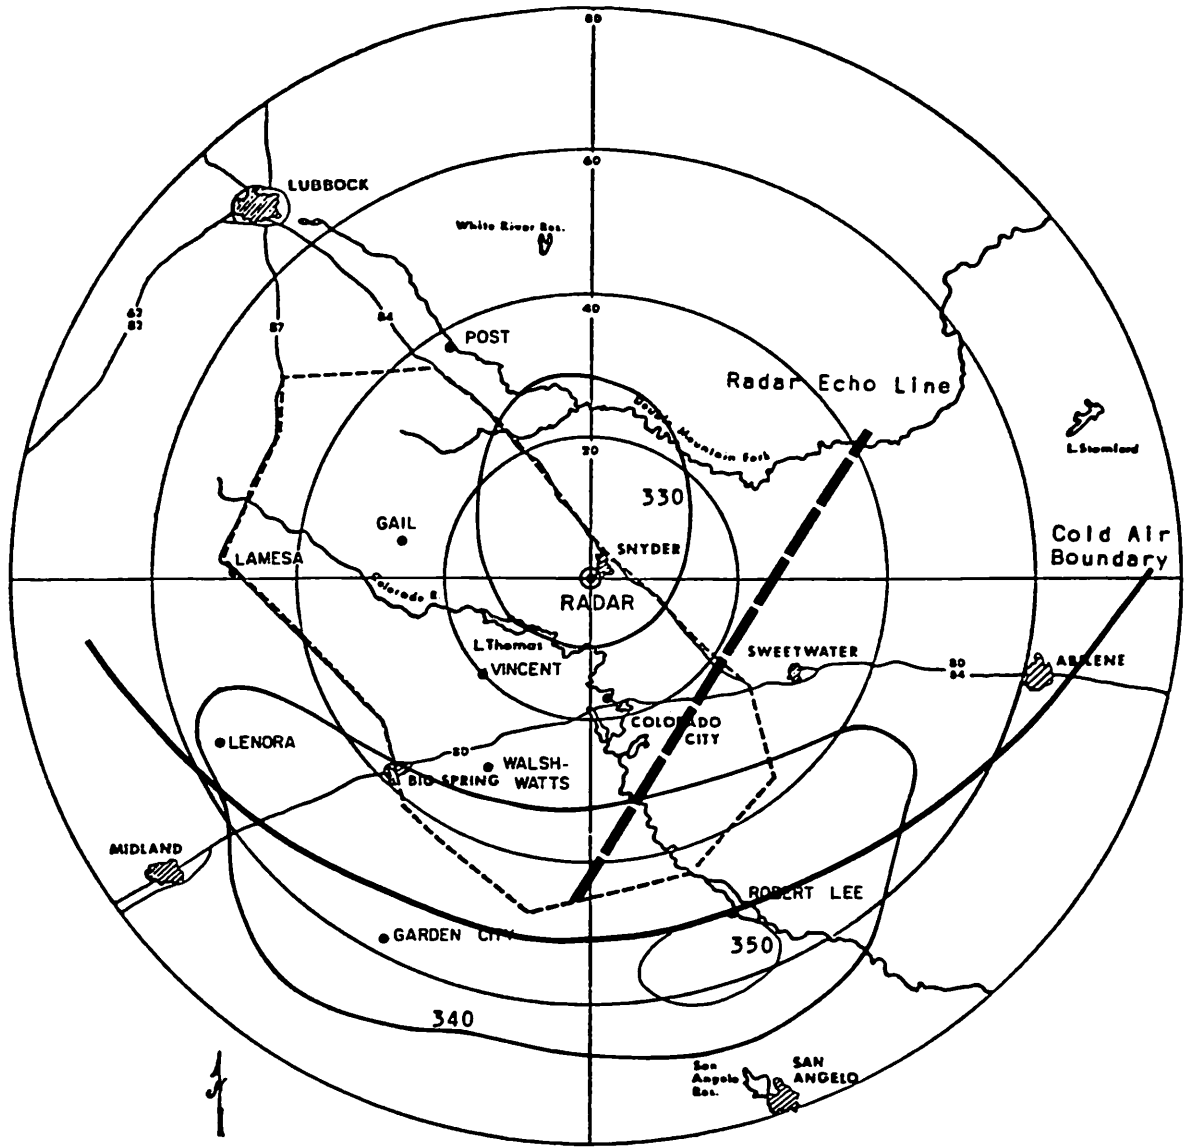 80
60
LUBBOCK
White River Res.
62
82
87
84
40
POST
Radar Echo Line
Double Mountain Fork
L.Stamford
20
330
GAIL
SNYDER
Cold Air
Boundary
LAMESA
RADAR
Colorado R.
L.Thomas
VINCENT
SWEETWATER
80
84
ABILENE
COLORADO
CITY
LENORA
80
WALSH-
WATTS
BIG SPRING
MIDLAND
ROBERT LEE
GARDEN CITY
350
340
N
San
Angelo
Res.
SAN
ANGELO